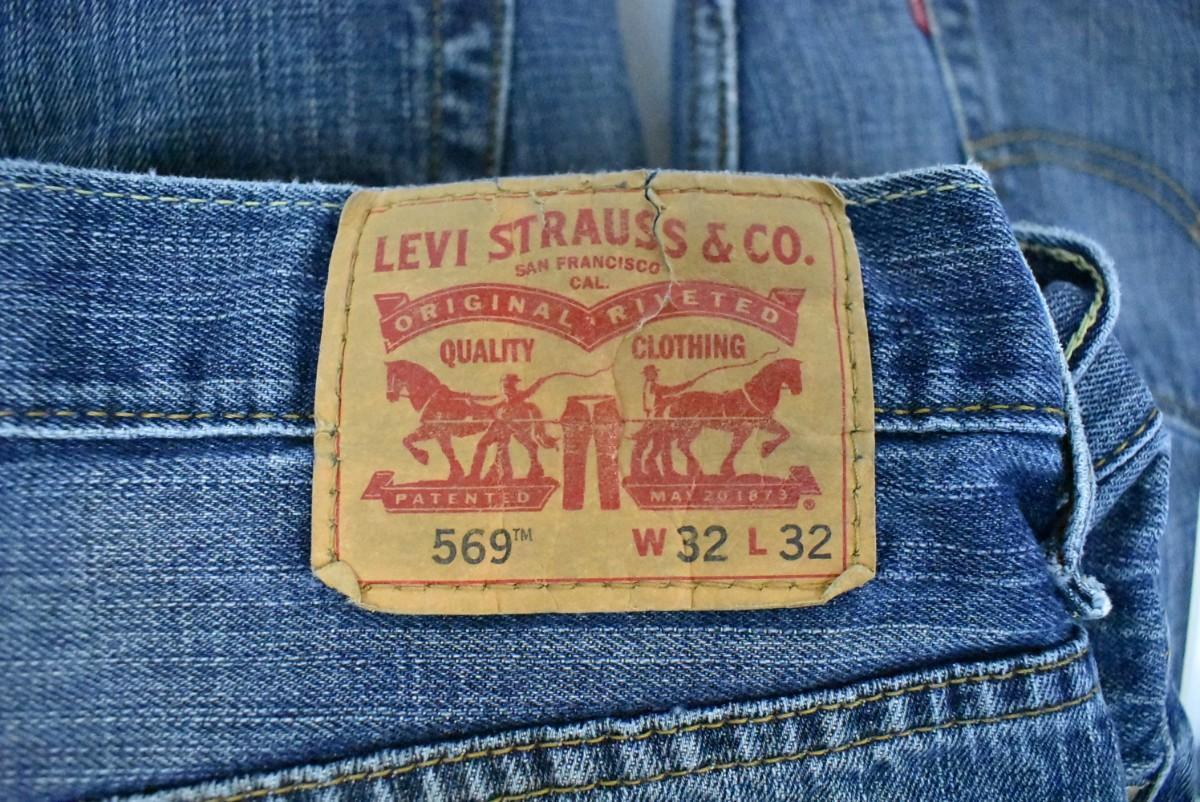 LEVI STRAUSS & CO.
SAN FRANCISCO
CAL.
ORIGINAL RIVETED
QUALITY CLOTHING
PATENTED MAY 20 1873 ®
569™ W 32 L 32